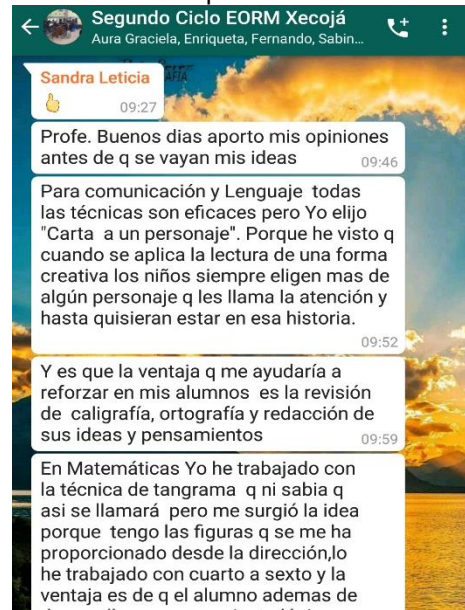 Segundo Ciclo EORM Xecojá
Aura Graciela, Enriqueta, Fernando, Sabin...
Sandra Leticia
09:27
Profe. Buenos dias aporto mis opiniones
antes de q se vayan mis ideas
09:46
Para comunicación y Lenguaje todas
las técnicas son eficaces pero Yo elijo
"Carta a un personaje". Porque he visto q
cuando se aplica la lectura de una forma
creativa los niños siempre eligen mas de
algún personaje q les llama la atención y
hasta quisieran estar en esa historia.
09:52
Y es que la ventaja q me ayudaría a
reforzar en mis alumnos es la revisión
de caligrafía, ortografía y redacción de
sus ideas y pensamientos
09:59
En Matemáticas Yo he trabajado con
la técnica de tangrama q ni sabia q
asi se llamará pero me surgió la idea
porque tengo las figuras q se me ha
proporcionado desde la dirección,lo
he trabajado con cuarto a sexto y la
ventaja es de q el alumno ademas de